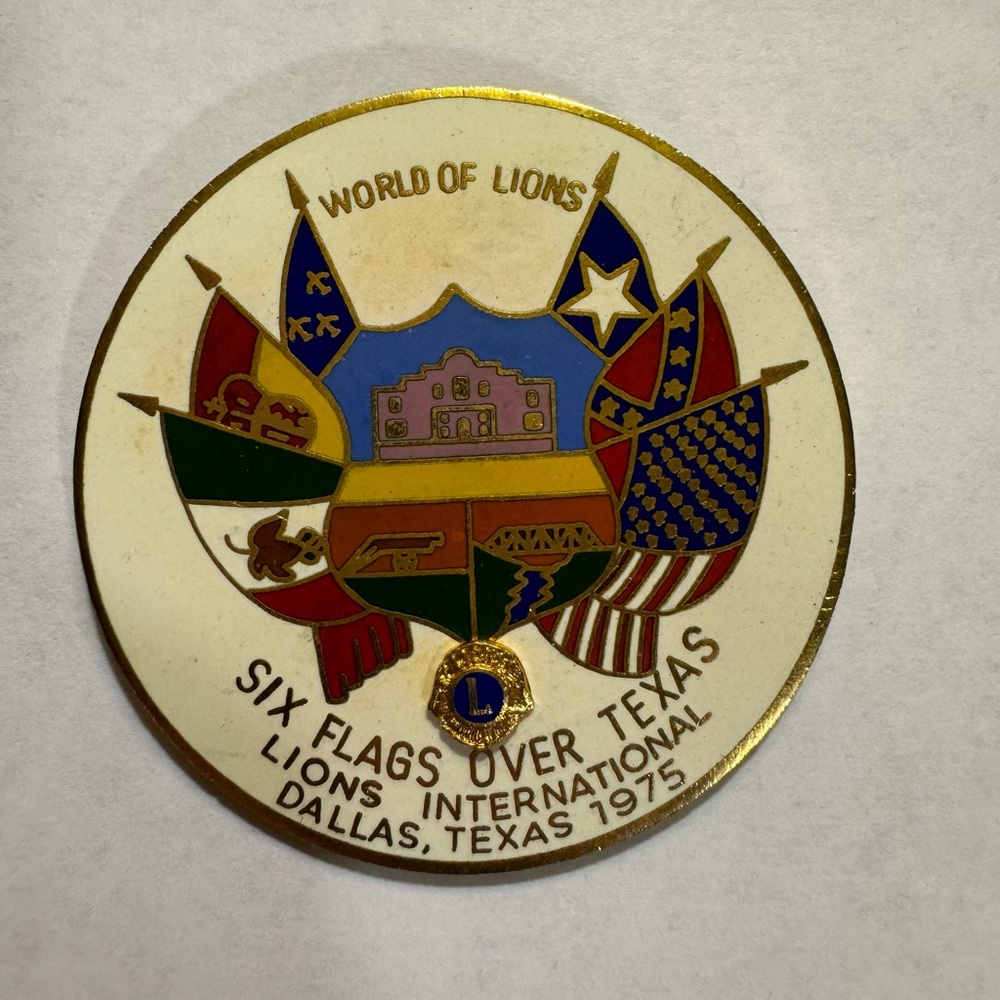 WORLD OF LIONS
L
SIX FLAGS OVER TEXAS
LIONS INTERNATIONAL
DALLAS, TEXAS 1975